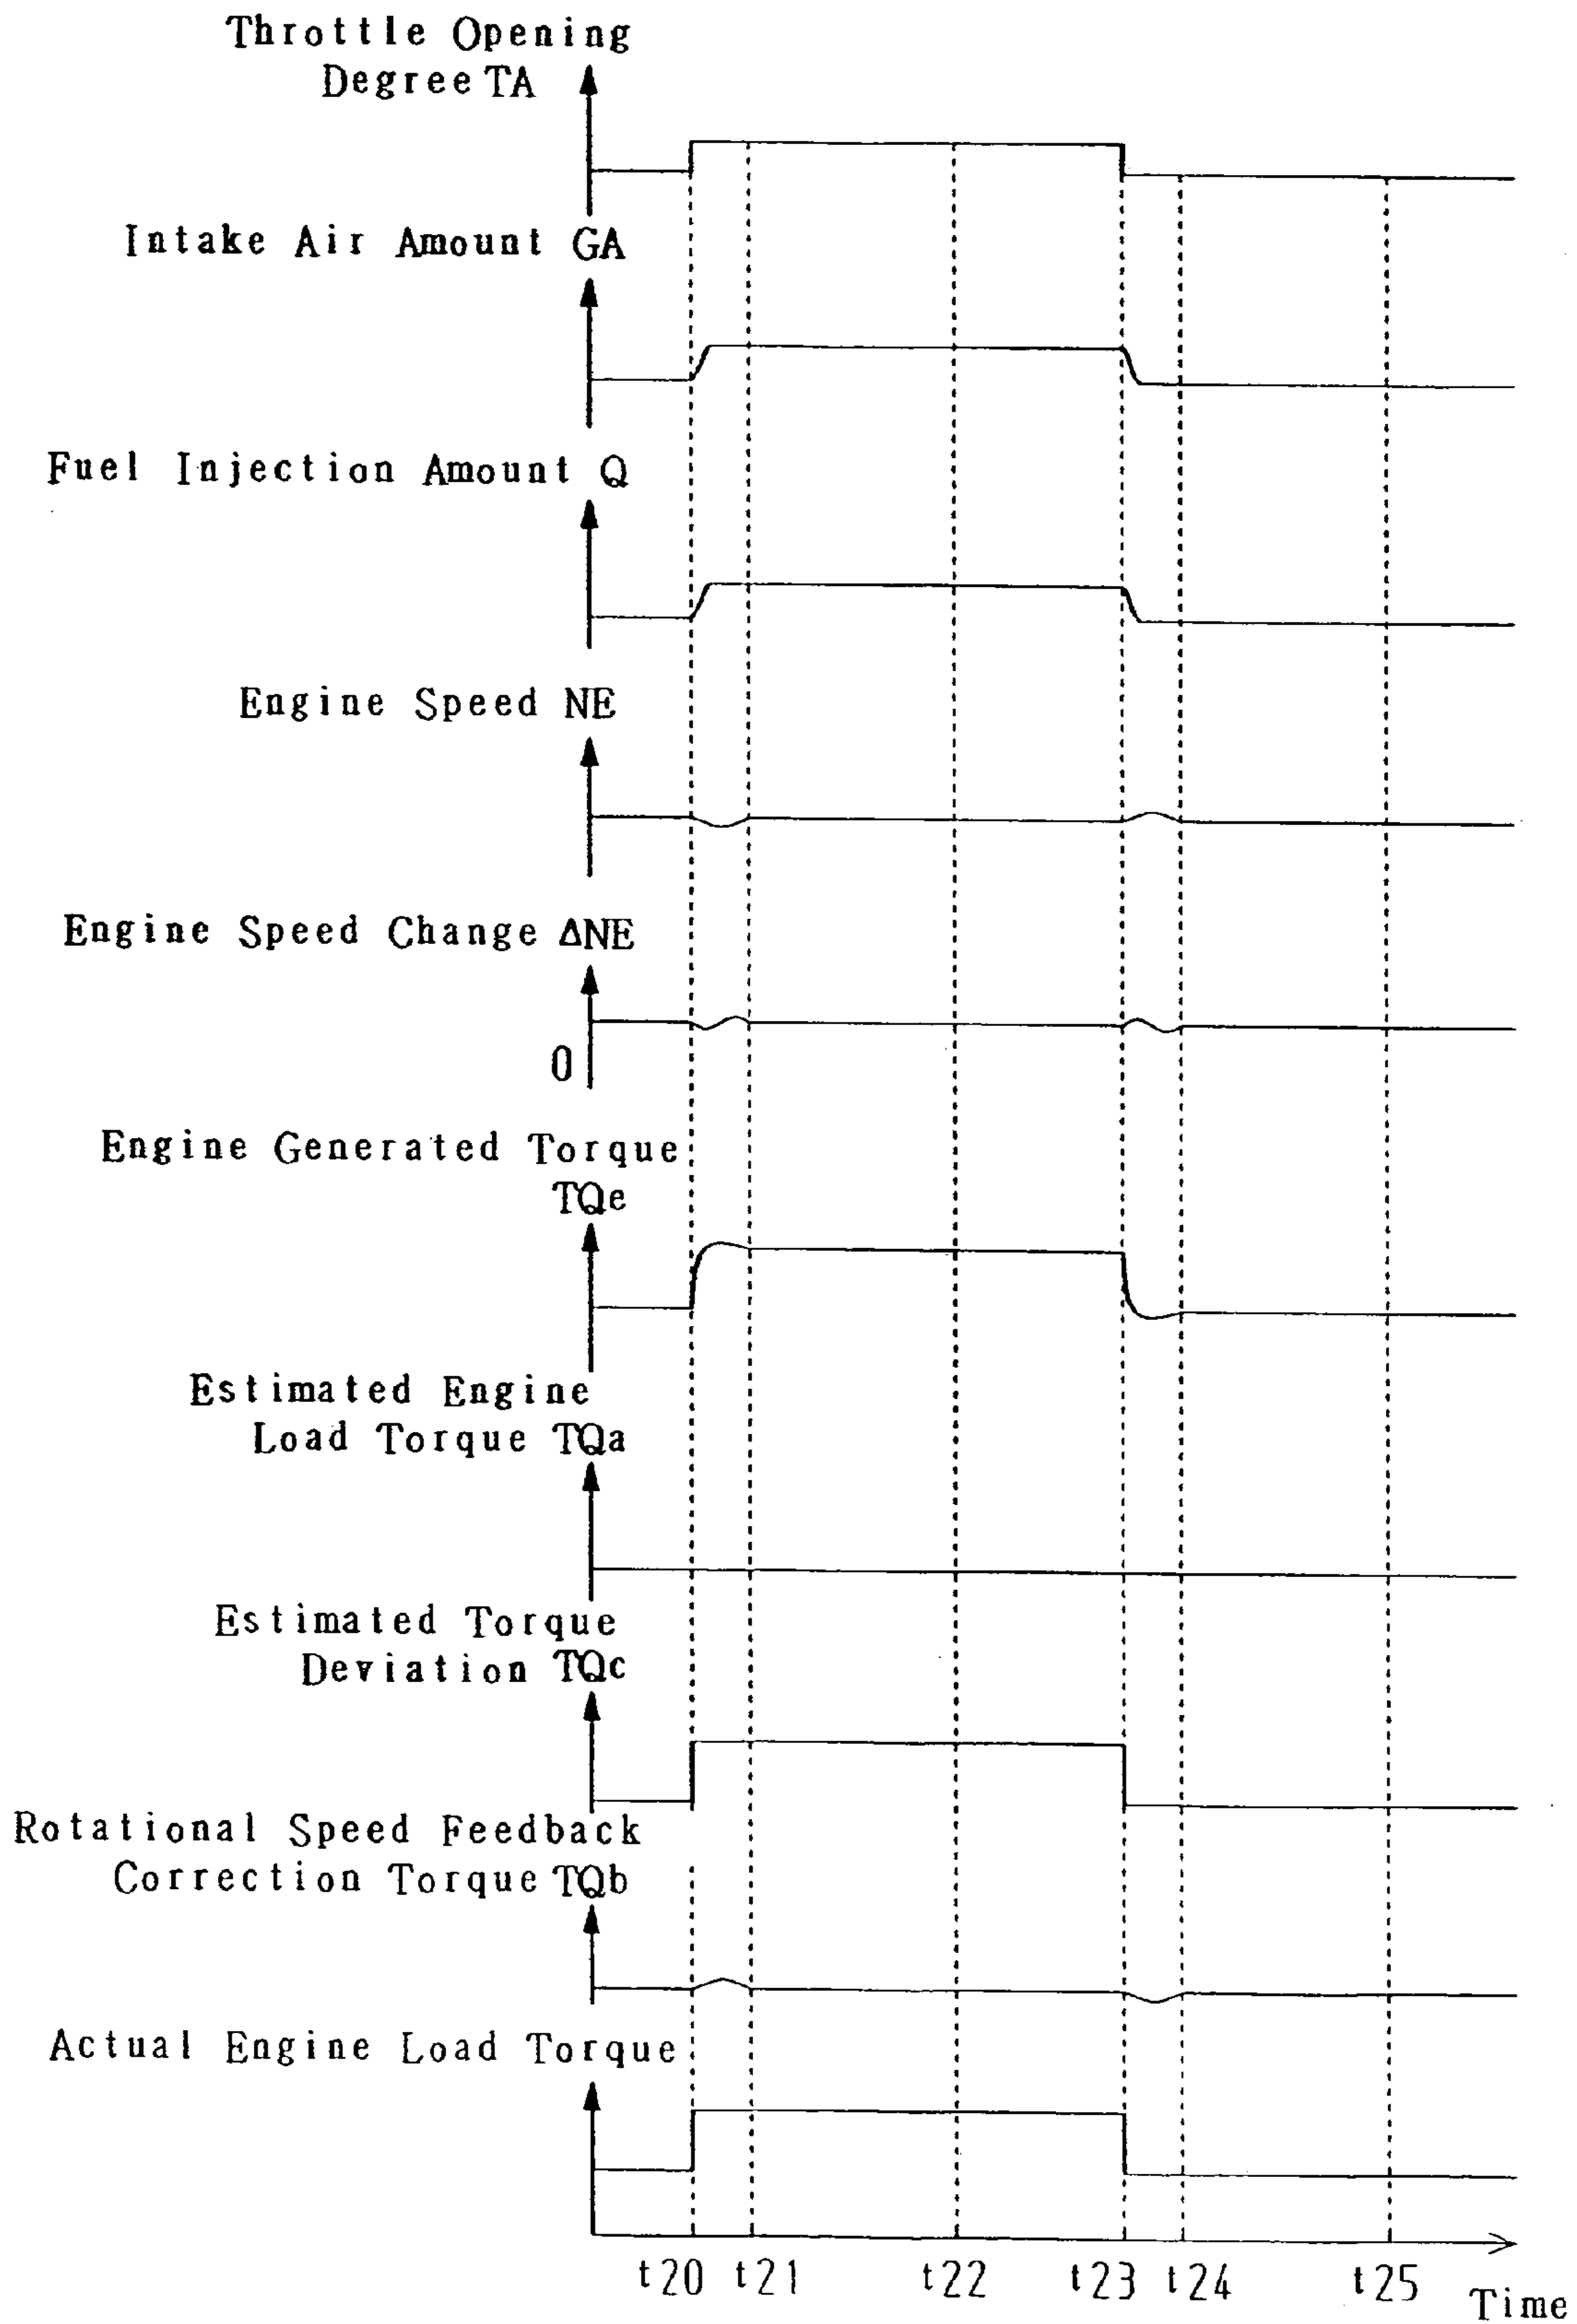 Throttle Opening
Degree TA
Intake Air Amount GA
Fuel Injection Amount Q
Engine Speed NE
Engine Speed Change ΔNE
0
Engine Generated Torque
TQe
Estimated Engine
Load Torque TQa
Estimated Torque
Deviation TQc
Rotational Speed Feedback
Correction Torque TQb
Actual Engine Load Torque
t20 t21 t22 t23 t24 t25
Time